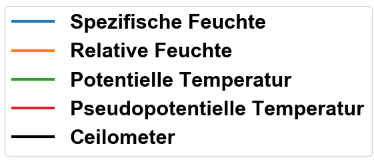 Spezifische Feuchte
Relative Feuchte
Potentielle Temperatur
Pseudopotentielle Temperatur
Ceilometer